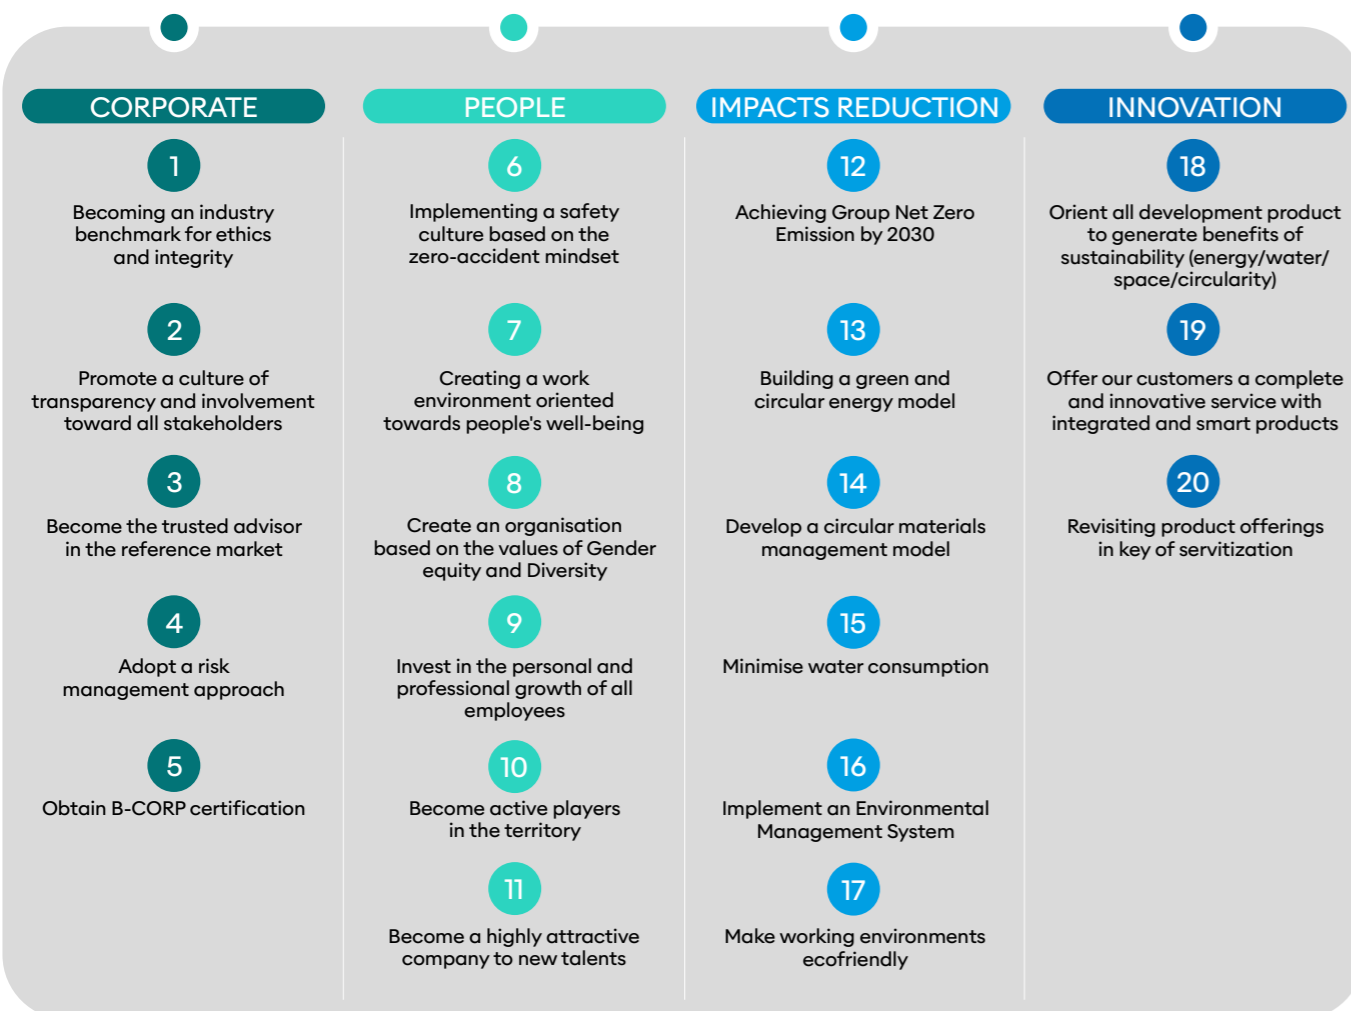 CORPORATE
1
Becoming an industry
benchmark for ethics
and integrity
2
Promote a culture of
transparency and involvement
toward all stakeholders
3
Become the trusted advisor
in the reference market
4
Adopt a risk
management approach
5
Obtain B-CORP certification
PEOPLE
6
Implementing a safety
culture based on the
zero-accident mindset
7
Creating a work
environment oriented
towards people's well-being
8
Create an organisation
based on the values of Gender
equity and Diversity
9
Invest in the personal and
professional growth of all
employees
10
Become active players
in the territory
11
Become a highly attractive
company to new talents
IMPACTS REDUCTION
12
Achieving Group Net Zero
Emission by 2030
13
Building a green and
circular energy model
14
Develop a circular materials
management model
15
Minimise water consumption
16
Implement an Environmental
Management System
17
Make working environments
ecofriendly
INNOVATION
18
Orient all development product
to generate benefits of
sustainability (energy/water/
space/circularity)
19
Offer our customers a complete
and innovative service with
integrated and smart products
20
Revisiting product offerings
in key of servitization